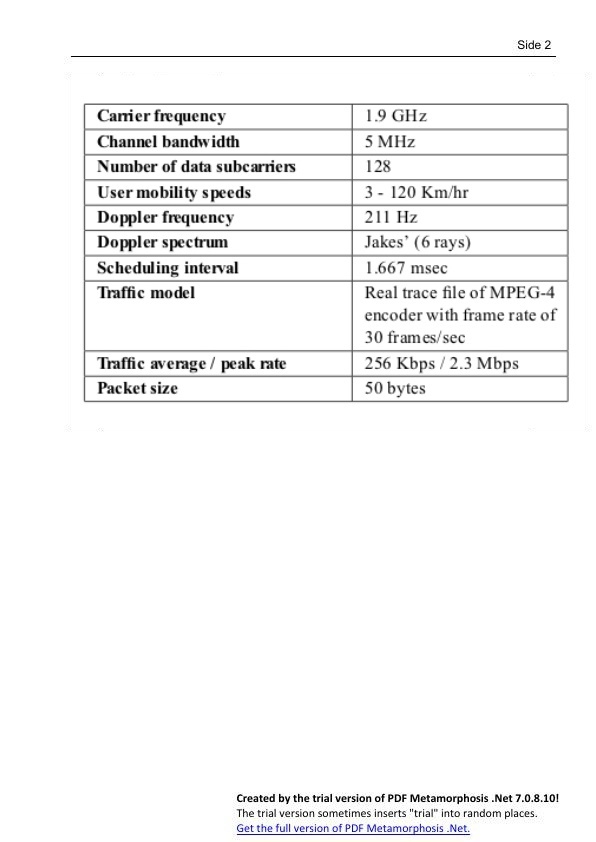 Side 2
Carrier frequency 1.9 GHz
Channel bandwidth 5 MHz
Number of data subcarriers 128
User mobility speeds 3 - 120 Km/hr
Doppler frequency 211 Hz
Doppler spectrum Jakes’ (6 rays)
Scheduling interval 1.667 msec
Traffic model Real trace file of MPEG-4
encoder with frame rate of
30 frames/sec
Traffic average / peak rate 256 Kbps / 2.3 Mbps
Packet size 50 bytes
Created by the trial version of PDF Metamorphosis .Net 7.0.8.10!
The trial version sometimes inserts "trial" into random places.
Get the full version of PDF Metamorphosis .Net.